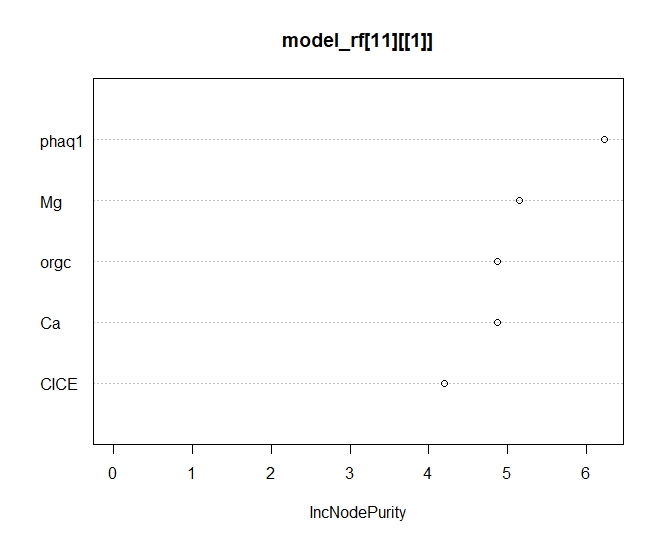 model_rf[11][[1]]
phaq1
Mg
orgc
Ca
CICE
0 1 2 3 4 5 6
IncNodePurity